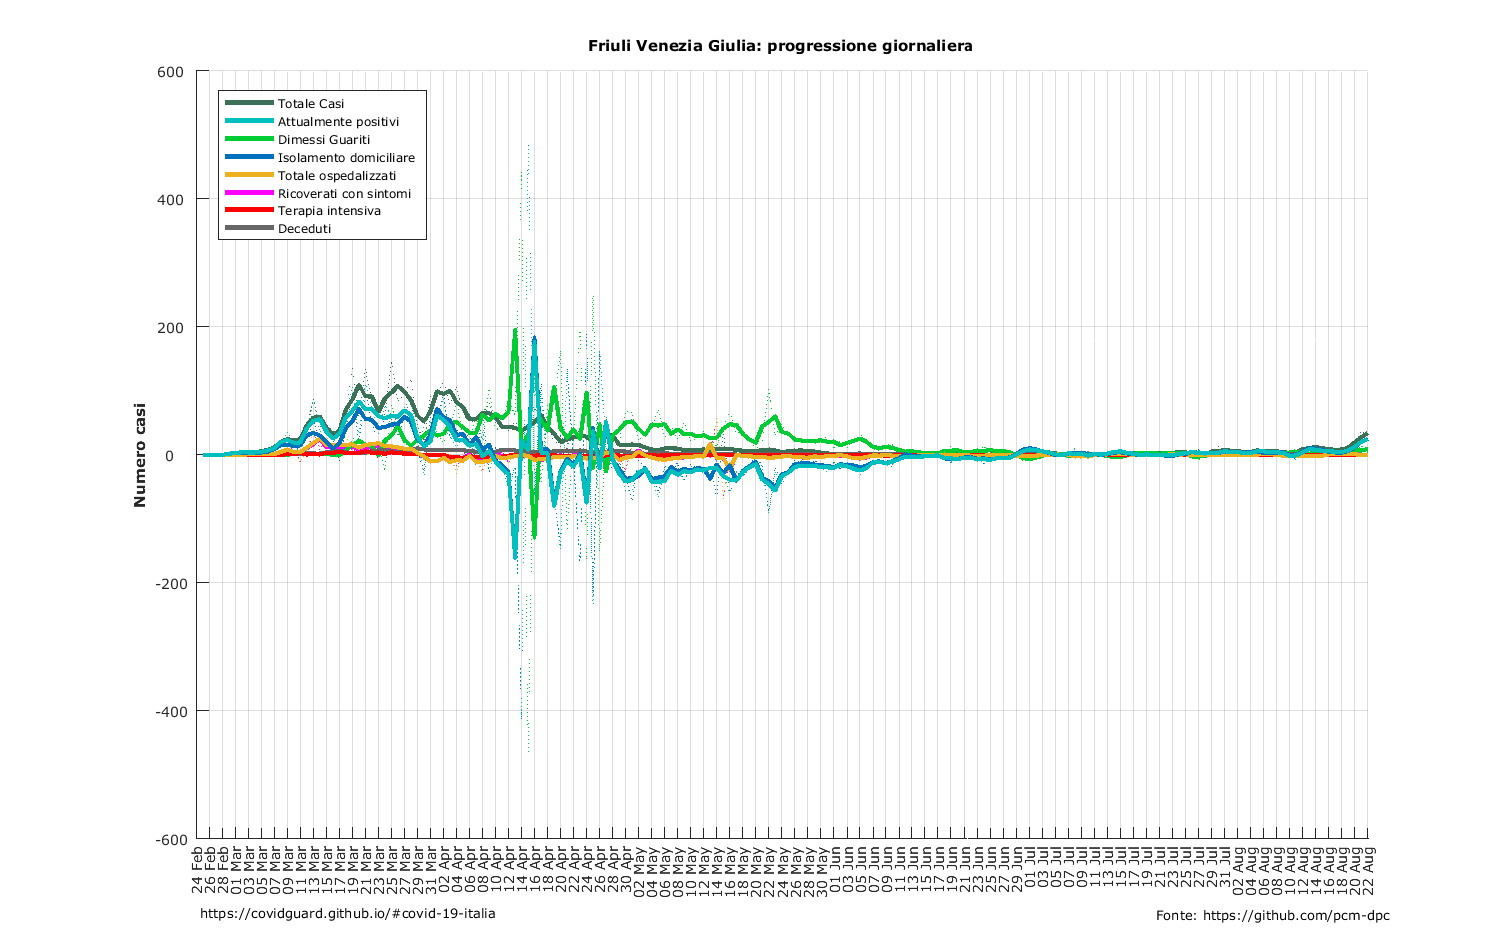 Friuli Venezia Giulia: progressione giornaliera
600
400
200
0
-200
-400
-600
Numero casi
Totale Casi
Attualmente positivi
Dimessi Guariti
Isolamento domiciliare
Totale ospedalizzati
Ricoverati con sintomi
Terapia intensiva
Deceduti
24 Feb
26 Feb
28 Feb
01 Mar
03 Mar
05 Mar
07 Mar
09 Mar
11 Mar
13 Mar
15 Mar
17 Mar
19 Mar
21 Mar
23 Mar
25 Mar
27 Mar
29 Mar
31 Mar
02 Apr
04 Apr
06 Apr
08 Apr
10 Apr
12 Apr
14 Apr
16 Apr
18 Apr
20 Apr
22 Apr
24 Apr
26 Apr
28 Apr
30 Apr
02 May
04 May
06 May
08 May
10 May
12 May
14 May
16 May
18 May
20 May
22 May
24 May
26 May
28 May
30 May
01 Jun
03 Jun
05 Jun
07 Jun
09 Jun
11 Jun
13 Jun
15 Jun
17 Jun
19 Jun
21 Jun
23 Jun
25 Jun
27 Jun
29 Jun
01 Jul
03 Jul
05 Jul
07 Jul
09 Jul
11 Jul
13 Jul
15 Jul
17 Jul
19 Jul
21 Jul
23 Jul
25 Jul
27 Jul
29 Jul
31 Jul
02 Aug
04 Aug
06 Aug
08 Aug
10 Aug
12 Aug
14 Aug
16 Aug
18 Aug
20 Aug
22 Aug
https://covidguard.github.io/#covid-19-italia
Fonte: https://github.com/pcm-dpc